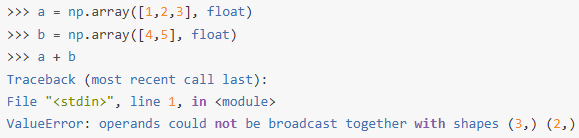 >>> a = np.array([1,2,3], float)
>>> b = np.array([4,5], float)
>>> a + b
Traceback (most recent call last):
File "<stdin>", line 1, in <module>
ValueError: operands could not be broadcast together with shapes (3,) (2,)